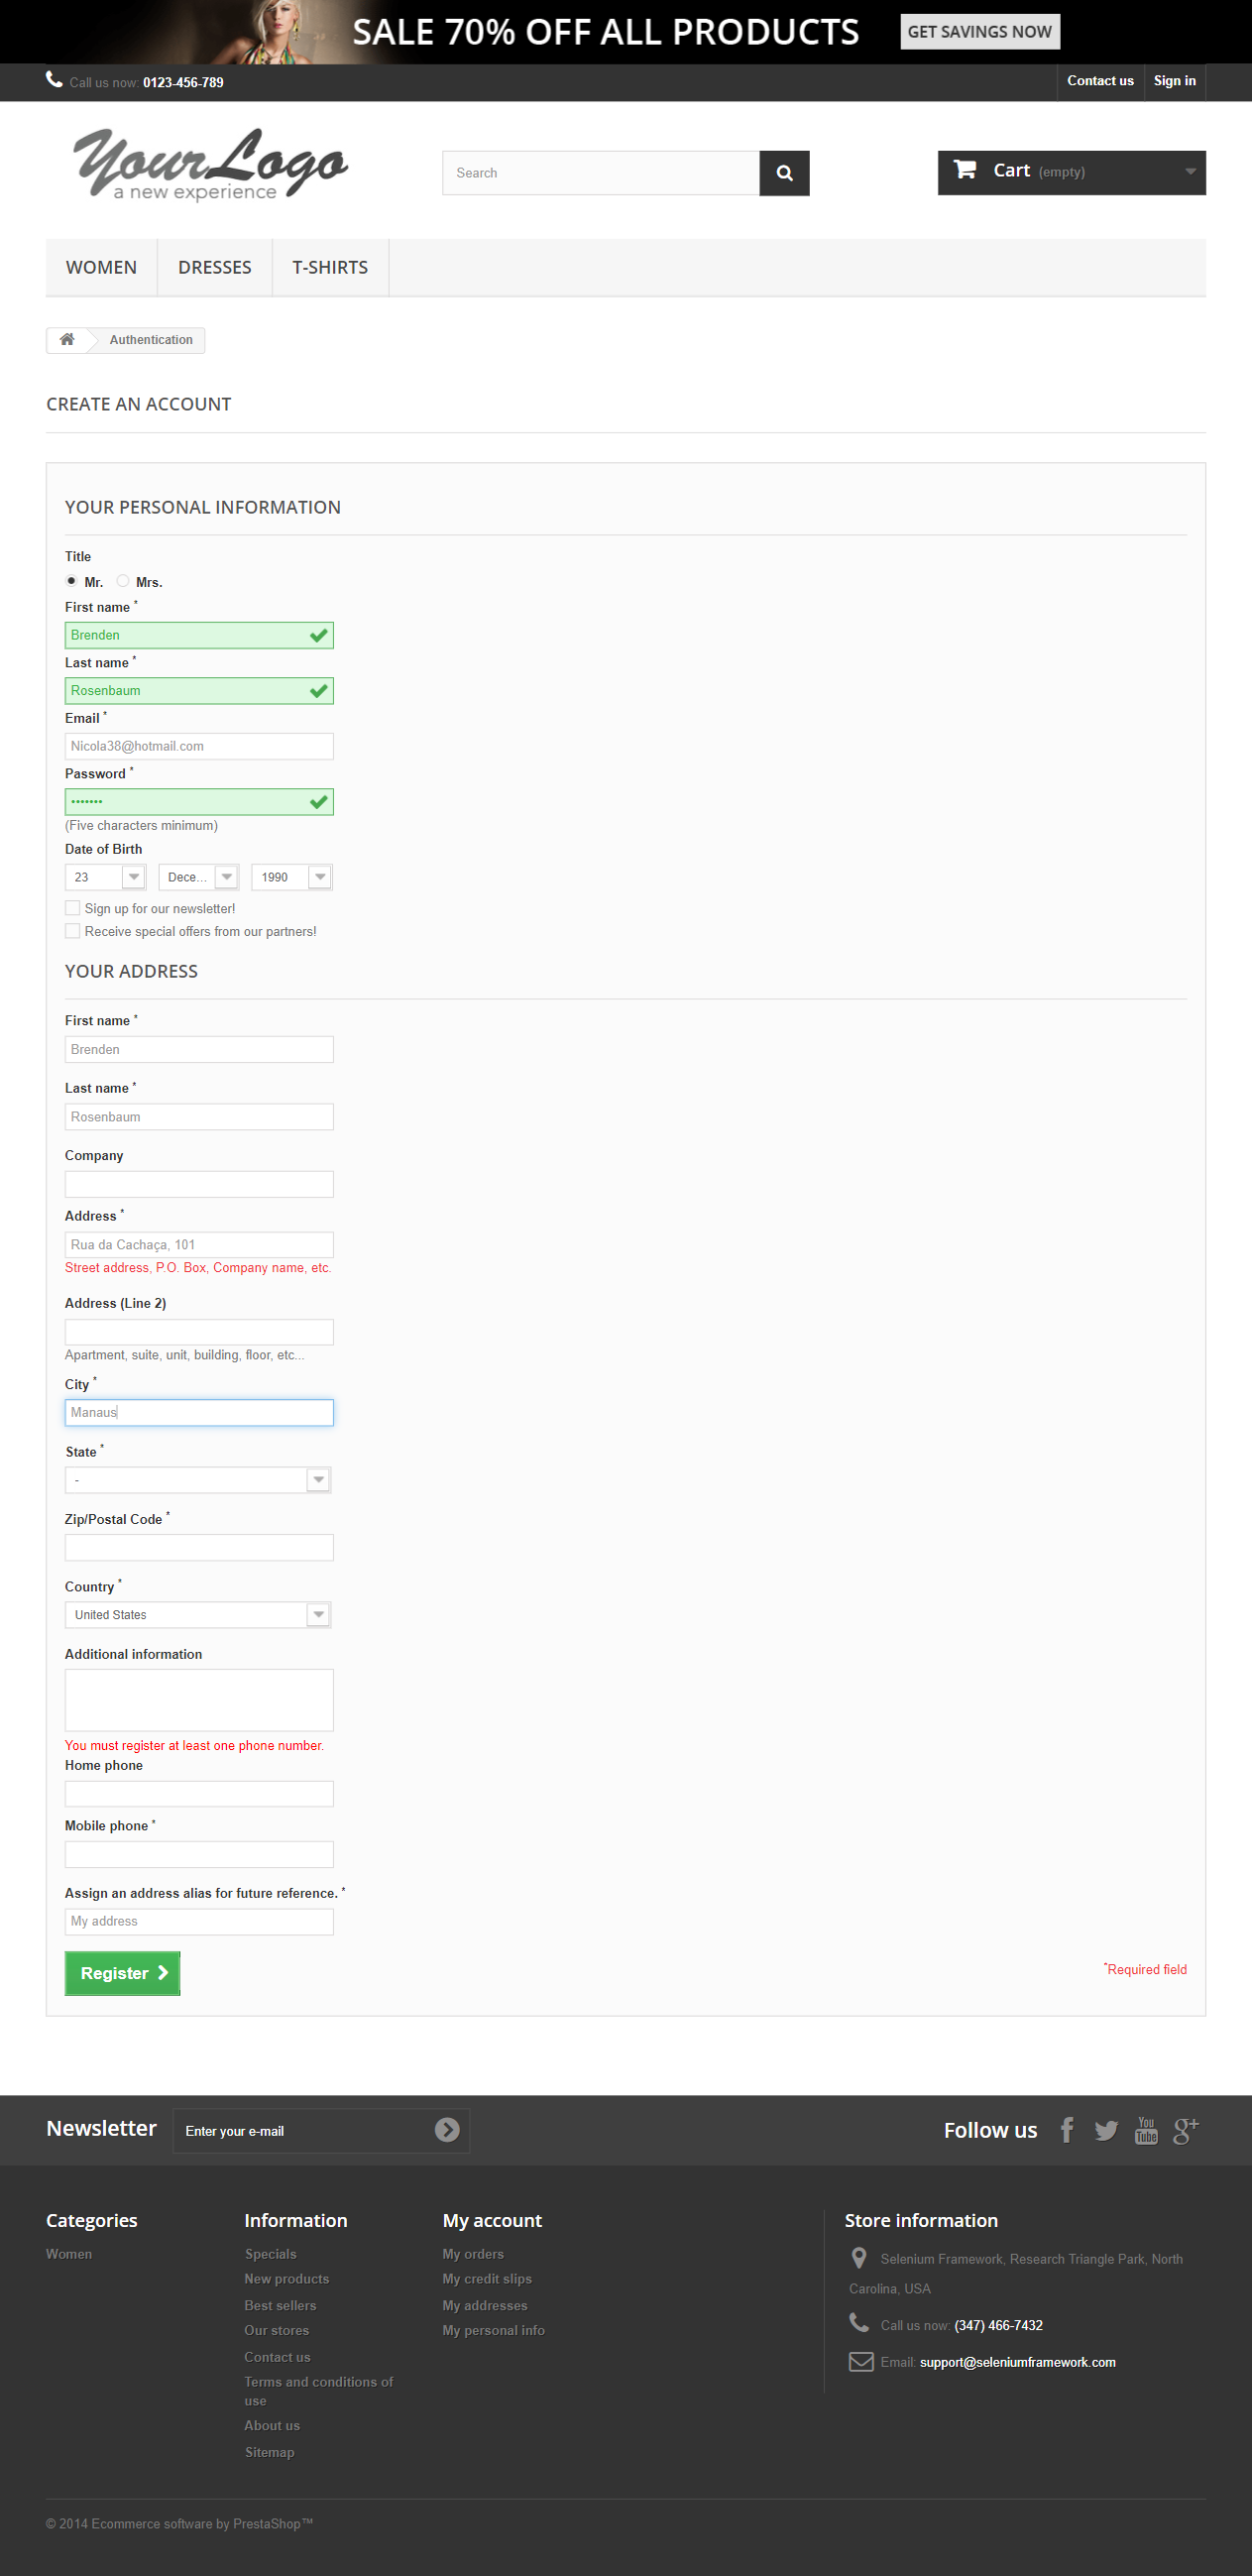 SALE 70% OFF ALL PRODUCTS GET SAVINGS NOW
Call us now: 0123-456-789 Contact us Sign in
Your Logo
a new experience
Search
Cart (empty)
WOMEN DRESSES T-SHIRTS
Authentication
CREATE AN ACCOUNT
YOUR PERSONAL INFORMATION
Title
Mr. Mrs.
First name *
Brenden
Last name *
Rosenbaum
Email *
Nicola38@hotmail.com
Password *
•••••••
(Five characters minimum)
Date of Birth
23 Dece... 1990
Sign up for our newsletter!
Receive special offers from our partners!
YOUR ADDRESS
First name *
Brenden
Last name *
Rosenbaum
Company
Address *
Rua da Cachaça, 101
Street address, P.O. Box, Company name, etc.
Address (Line 2)
Apartment, suite, unit, building, floor, etc...
City *
Manaus
State *
-
Zip/Postal Code *
Country *
United States
Additional information
You must register at least one phone number.
Home phone
Mobile phone *
Assign an address alias for future reference. *
My address
Register
*Required field
Newsletter Enter your e-mail
Follow us
You Tube
g+
Categories
Women
Information
Specials
New products
Best sellers
Our stores
Contact us
Terms and conditions of
use
About us
Sitemap
My account
My orders
My credit slips
My addresses
My personal info
Store information
Selenium Framework, Research Triangle Park, North
Carolina, USA
Call us now: (347) 466-7432
Email: support@seleniumframework.com
© 2014 Ecommerce software by PrestaShop™